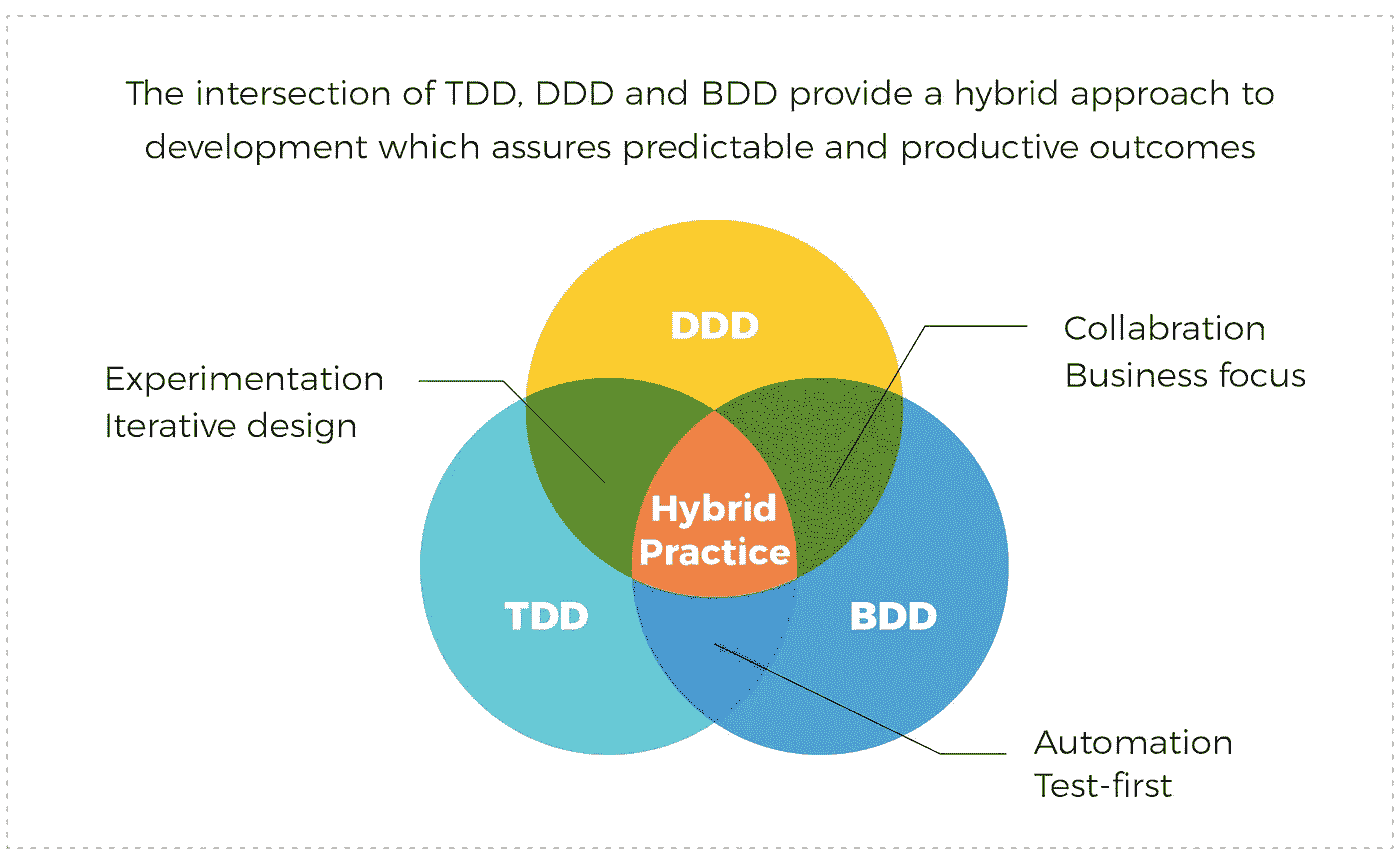 The intersection of TDD, DDD and BDD provide a hybrid approach to
development which assures predictable and productive outcomes
DDD
Collabration
Business focus
Experimentation
Iterative design
Hybrid
Practice
TDD
BDD
Automation
Test-first